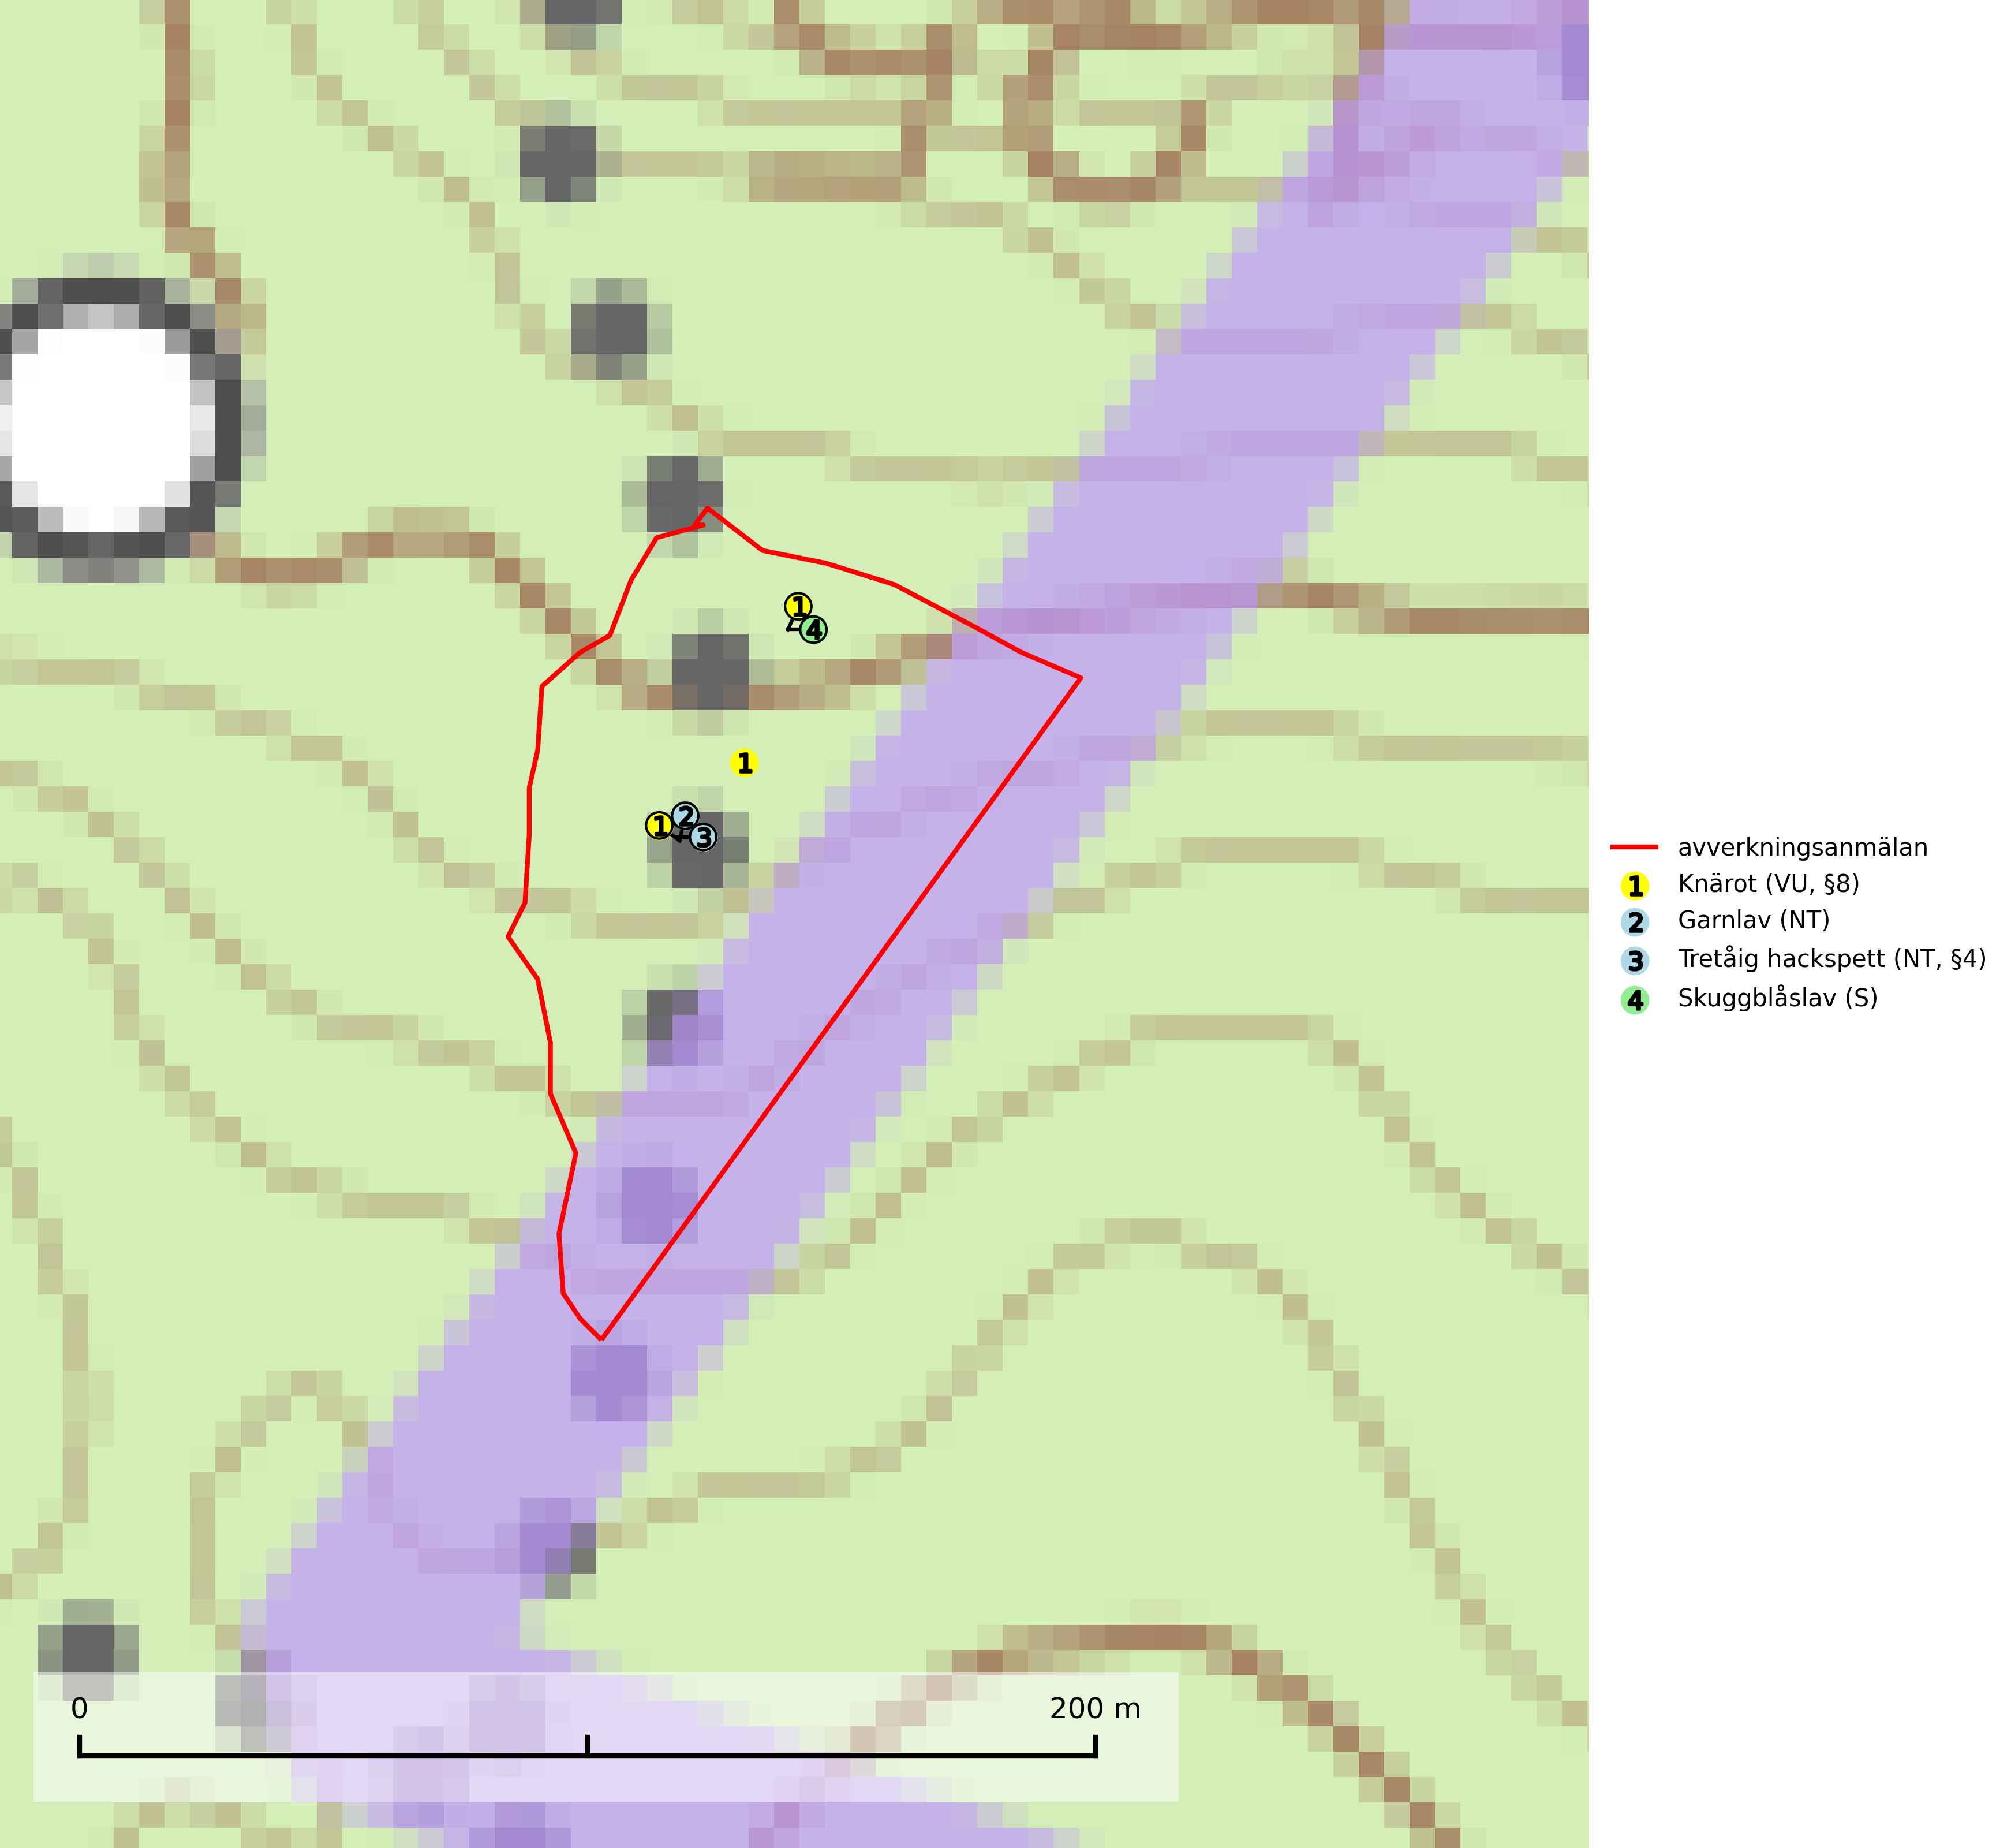 1
4
1
1
2
3
avverkningsanmälan
1 Knärot (VU, §8)
2 Garnlav (NT)
3 Tretåig hackspett (NT, §4)
4 Skuggblåslav (S)
0 200 m